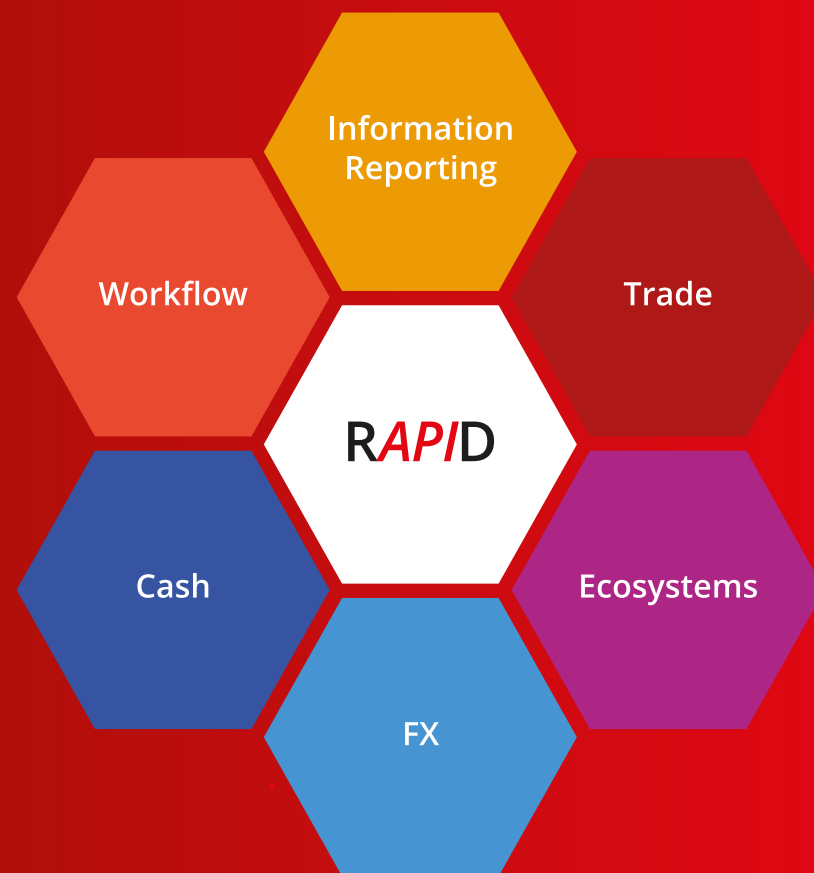 Information
Reporting
Workflow
Trade
RAPID
Cash
Ecosystems
FX